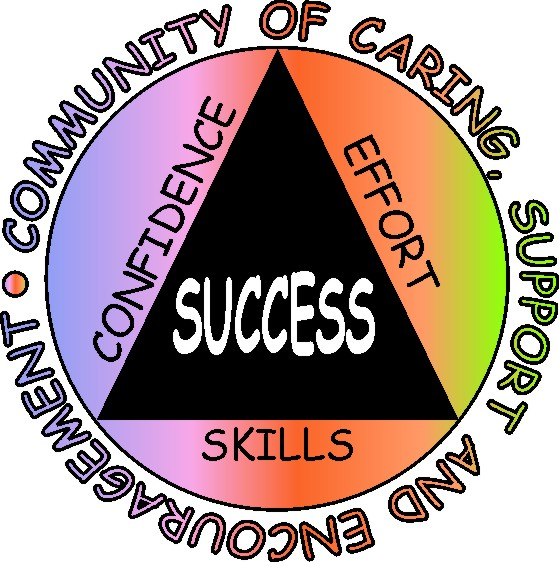 COMMUNITY OF CARING, SUPPORT AND ENCOURAGEMENT •
CONFIDENCE
EFFORT
SUCCESS
SKILLS